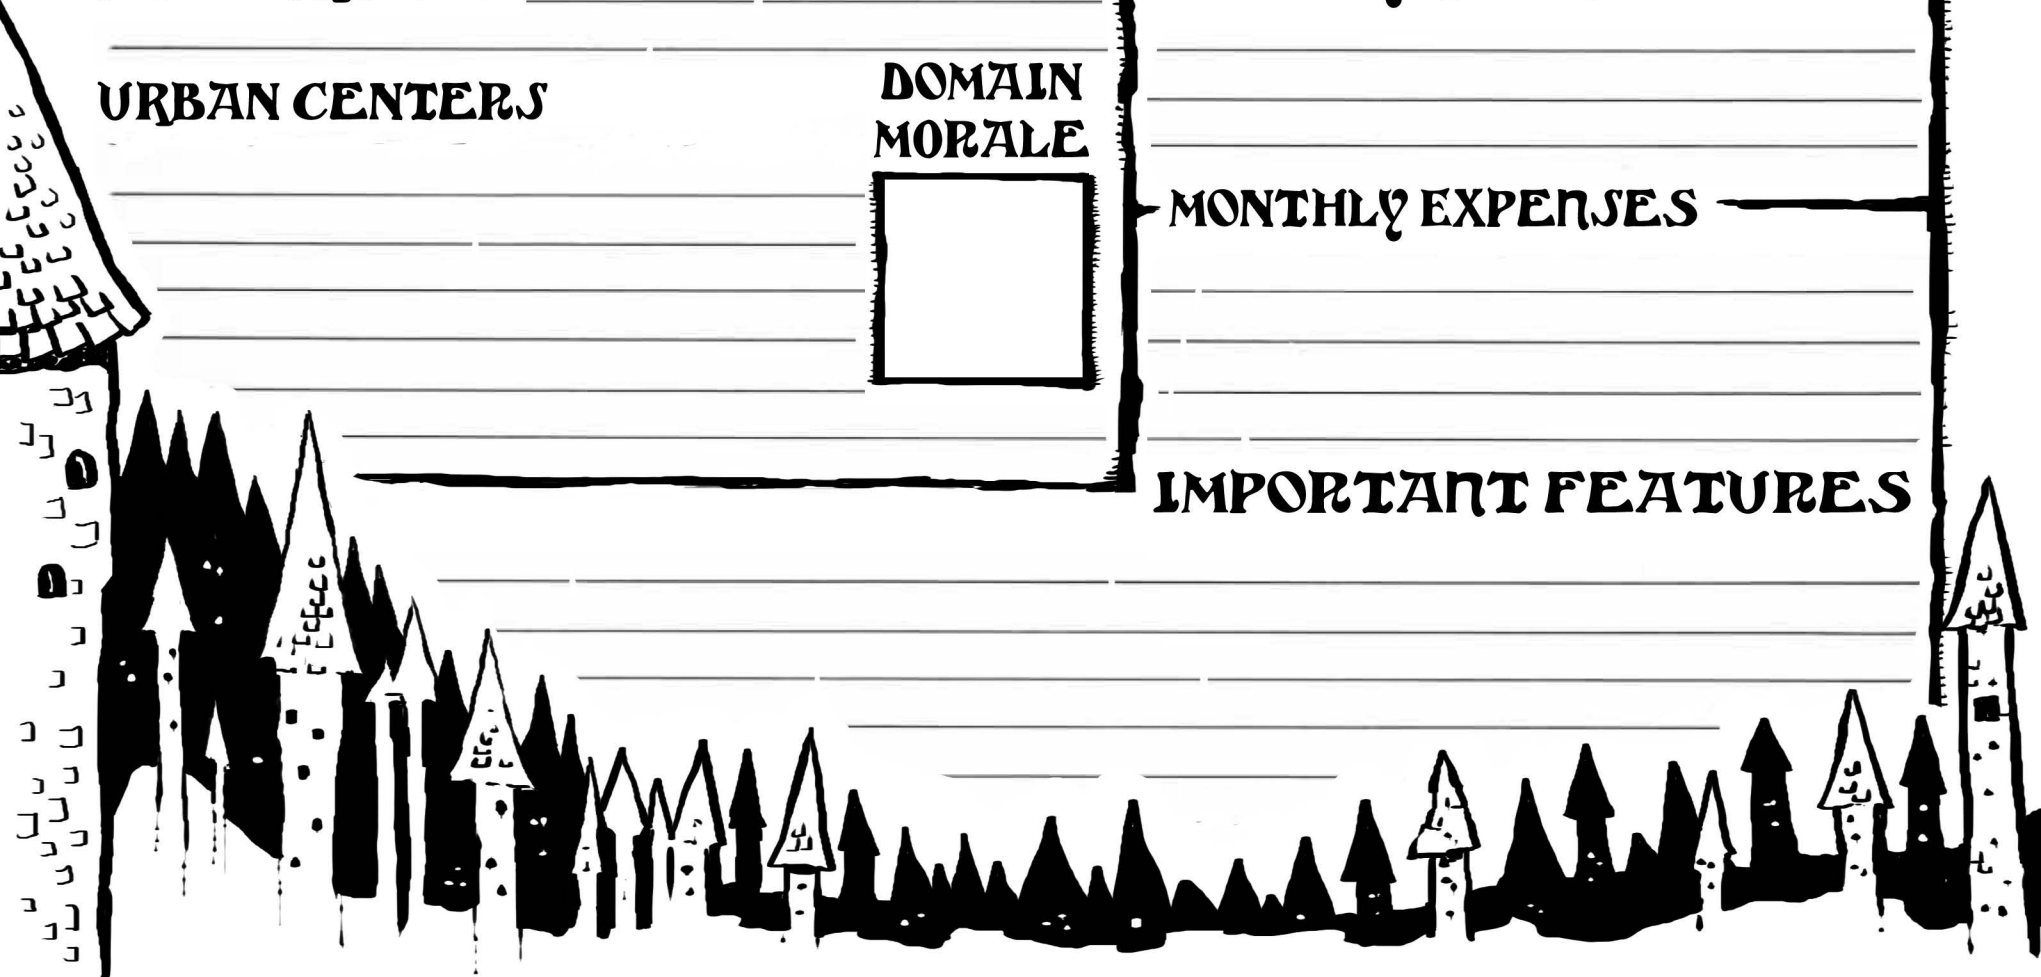 URBAN CENTERS
DOMAIN
MORALE
MONTHLY EXPENSES
IMPORTANT FEATURES